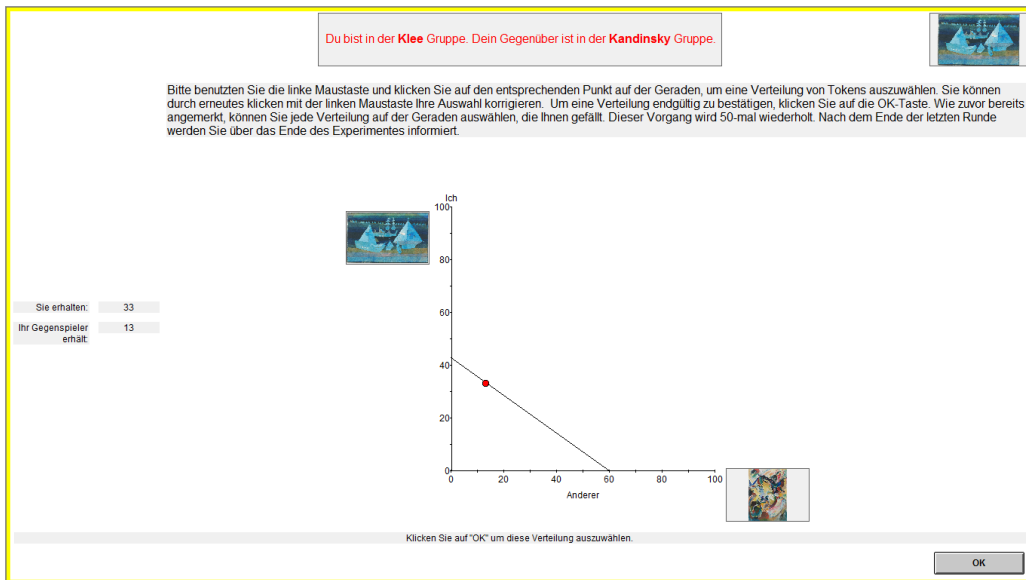 Du bist in der Klee Gruppe. Dein Gegenüber ist in der Kandinsky Gruppe.
Bitte benutzten Sie die linke Maustaste und klicken Sie auf den entsprechenden Punkt auf der Geraden, um eine Verteilung von Tokens auszuwählen. Sie können
durch erneutes klicken mit der linken Maustaste Ihre Auswahl korrigieren. Um eine Verteilung endgültig zu bestätigen, klicken Sie auf die OK-Taste. Wie zuvor bereits
angemerkt, können Sie jede Verteilung auf der Geraden auswählen, die Ihnen gefällt. Dieser Vorgang wird 50-mal wiederholt. Nach dem Ende der letzten Runde
werden Sie über das Ende des Experimentes informiert.
Ich
100
80
Sie erhalten: 33
60
Ihr Gegenspieler 13
erhält:
40
20
0
0 20 40 60 80 100
Anderer
Klicken Sie auf "OK" um diese Verteilung auszuwählen.
OK